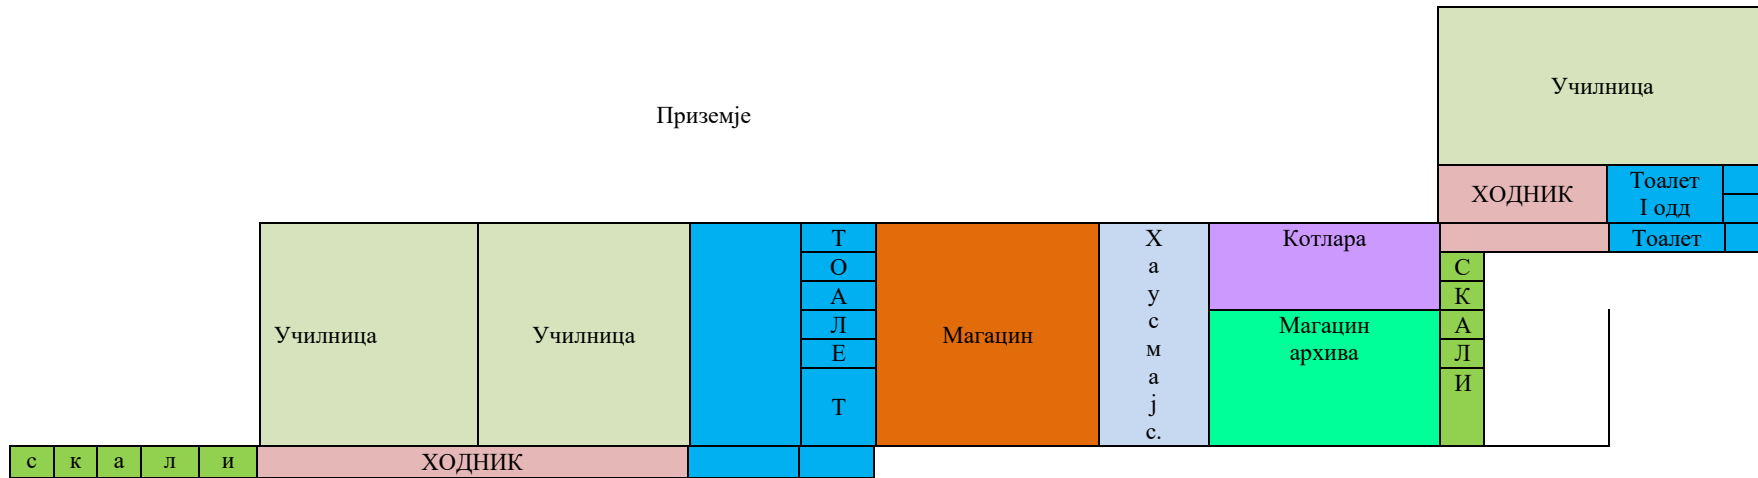 Училница
Приземје
ХОДНИК
Тоалет
I одд
Тоалет
Училница
Училница
Т
О
А
Л
Е
Т
Магацин
Х
а
у
с
м
а
ј
с.
Котлара
Магацин
архива
С
К
А
Л
И
с к а л и
ХОДНИК